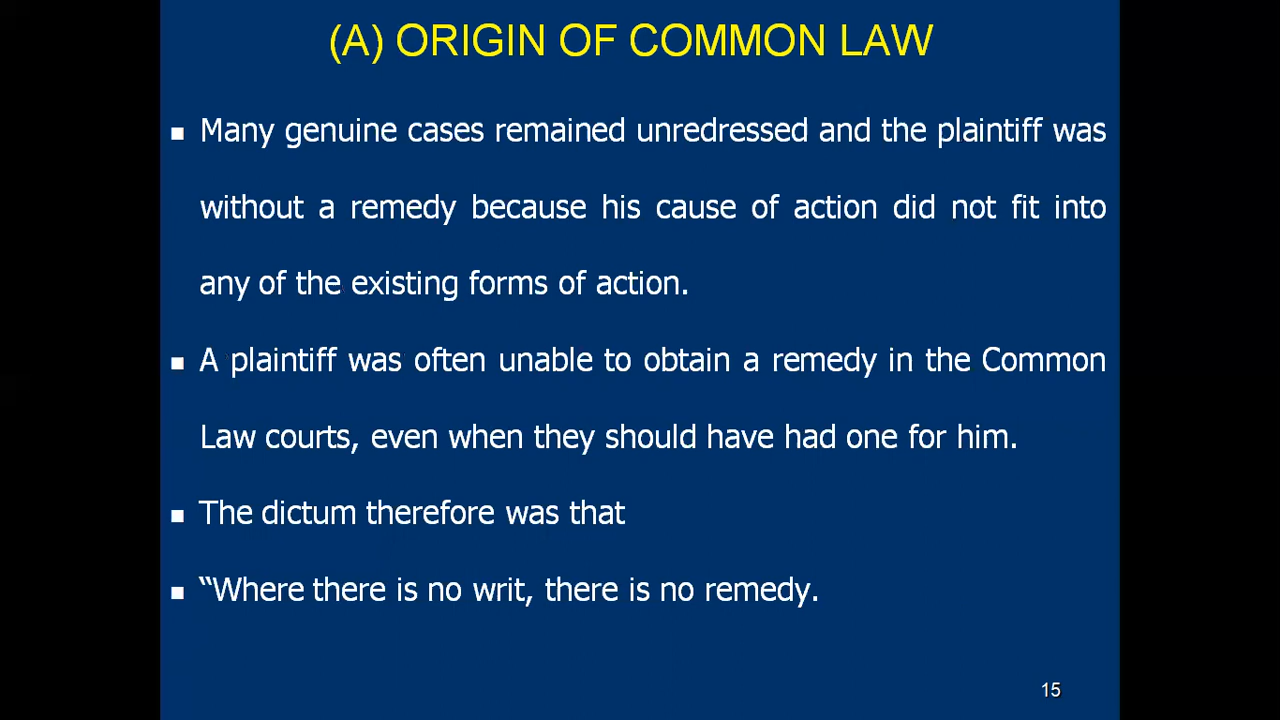 (A) ORIGIN OF COMMON LAW
▪ Many genuine cases remained unredressed and the plaintiff was
without a remedy because his cause of action did not fit into
any of the existing forms of action.
▪ A plaintiff was often unable to obtain a remedy in the Common
Law courts, even when they should have had one for him.
▪ The dictum therefore was that
▪ “Where there is no writ, there is no remedy.
15